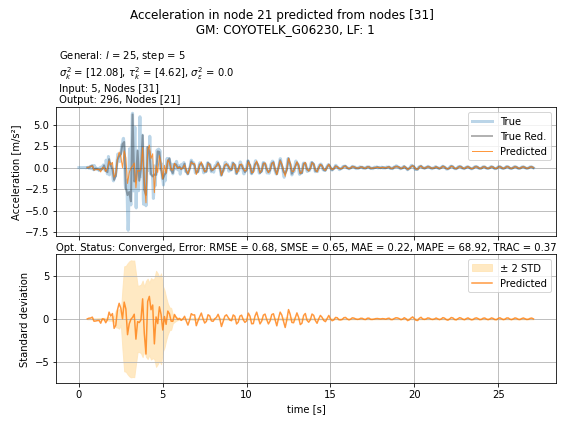 Acceleration in node 21 predicted from nodes [31]
GM: COYOTELK_G06230, LF: 1
General: l = 25, step = 5
σ²ₖ = [12.08], τ²ₖ = [4.62], σ²ε = 0.0
Input: 5, Nodes [31]
Output: 296, Nodes [21]
Acceleration [m/s²]
5.0
2.5
0.0
−2.5
−5.0
−7.5
True
True Red.
Predicted
Opt. Status: Converged, Error: RMSE = 0.68, SMSE = 0.65, MAE = 0.22, MAPE = 68.92, TRAC = 0.37
Standard deviation
5
0
−5
± 2 STD
Predicted
0
5
10
15
20
25
time [s]